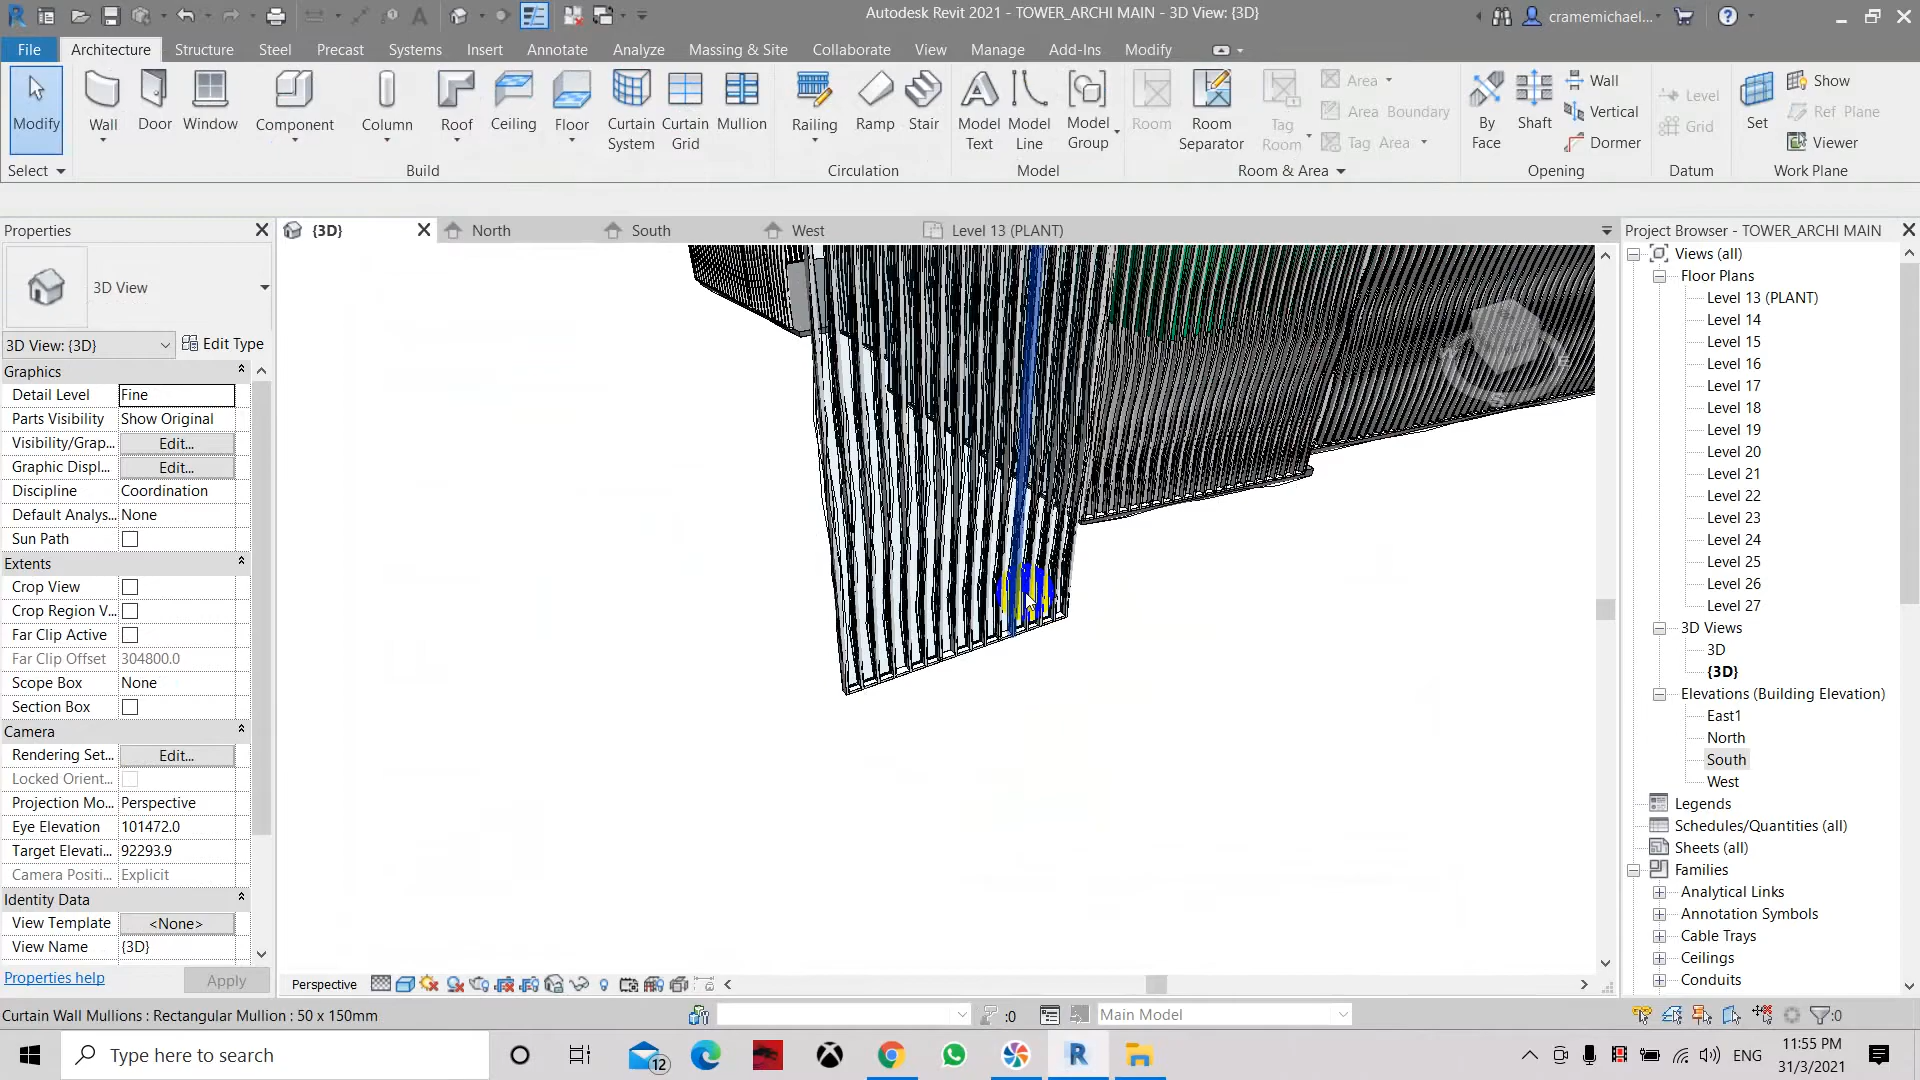 Autodesk Revit 2021 - TOWER_ARCHI MAIN - 3D View: {3D}
cramemichael...
File Architecture Structure Steel Precast Systems Insert Annotate Analyze Massing & Site Collaborate View Manage Add-Ins Modify
Modify
Wall
Door
Window
Component
Column
Roof
Ceiling
Floor
Curtain System
Curtain Grid
Mullion
Railing
Ramp
Stair
Model Text
Model Line
Model Group
Room
Room Separator
Tag Room
Area
Area Boundary
Tag Area
By Face
Shaft
Wall
Vertical
Dormer
Level
Grid
Set
Show
Ref Plane
Viewer
Select
Build
Circulation
Model
Room & Area
Opening
Datum
Work Plane
Properties
{3D}
North
South
West
Level 13 (PLANT)
Project Browser - TOWER_ARCHI MAIN
3D View
3D View: {3D}
Edit Type
Graphics
Detail Level Fine
Parts Visibility Show Original
Visibility/Grap... Edit...
Graphic Displ... Edit...
Discipline Coordination
Default Analys... None
Sun Path
Extents
Crop View
Crop Region V...
Far Clip Active
Far Clip Offset 304800.0
Scope Box None
Section Box
Camera
Rendering Set... Edit...
Locked Orient...
Projection Mo... Perspective
Eye Elevation 101472.0
Target Elevati... 92293.9
Camera Positi... Explicit
Identity Data
View Template <None>
View Name {3D}
Properties help
Apply
Views (all)
Floor Plans
Level 13 (PLANT)
Level 14
Level 15
Level 16
Level 17
Level 18
Level 19
Level 20
Level 21
Level 22
Level 23
Level 24
Level 25
Level 26
Level 27
3D Views
3D
{3D}
Elevations (Building Elevation)
East1
North
South
West
Legends
Schedules/Quantities (all)
Sheets (all)
Families
Analytical Links
Annotation Symbols
Cable Trays
Ceilings
Conduits
Perspective
Curtain Wall Mullions : Rectangular Mullion : 50 x 150mm
:0
Main Model
:0
Type here to search
12
ENG
11:55 PM
31/3/2021